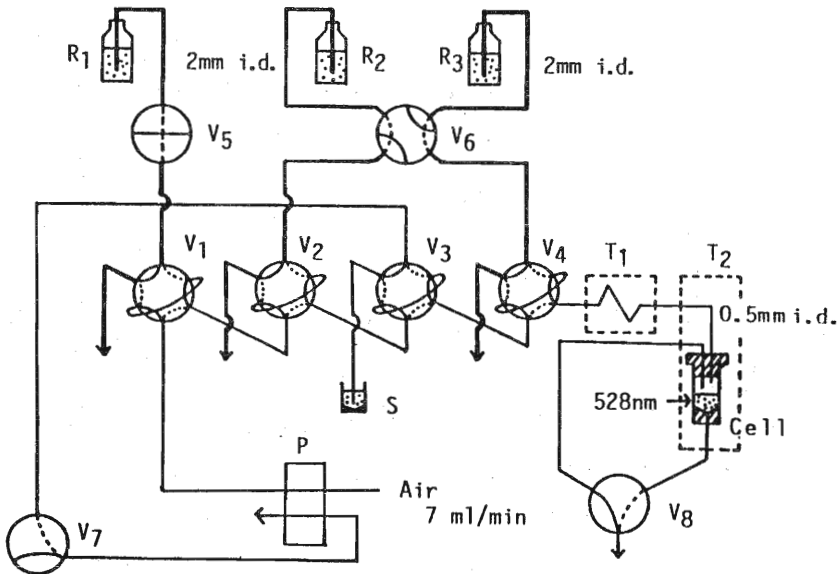 R1
2mm i.d.
R2
R3
2mm i.d.
V5
V6
V1
V2
V3
V4
T1
T2
0.5mm i.d.
528nm
Cell
S
P
Air
7 ml/min
V7
V8